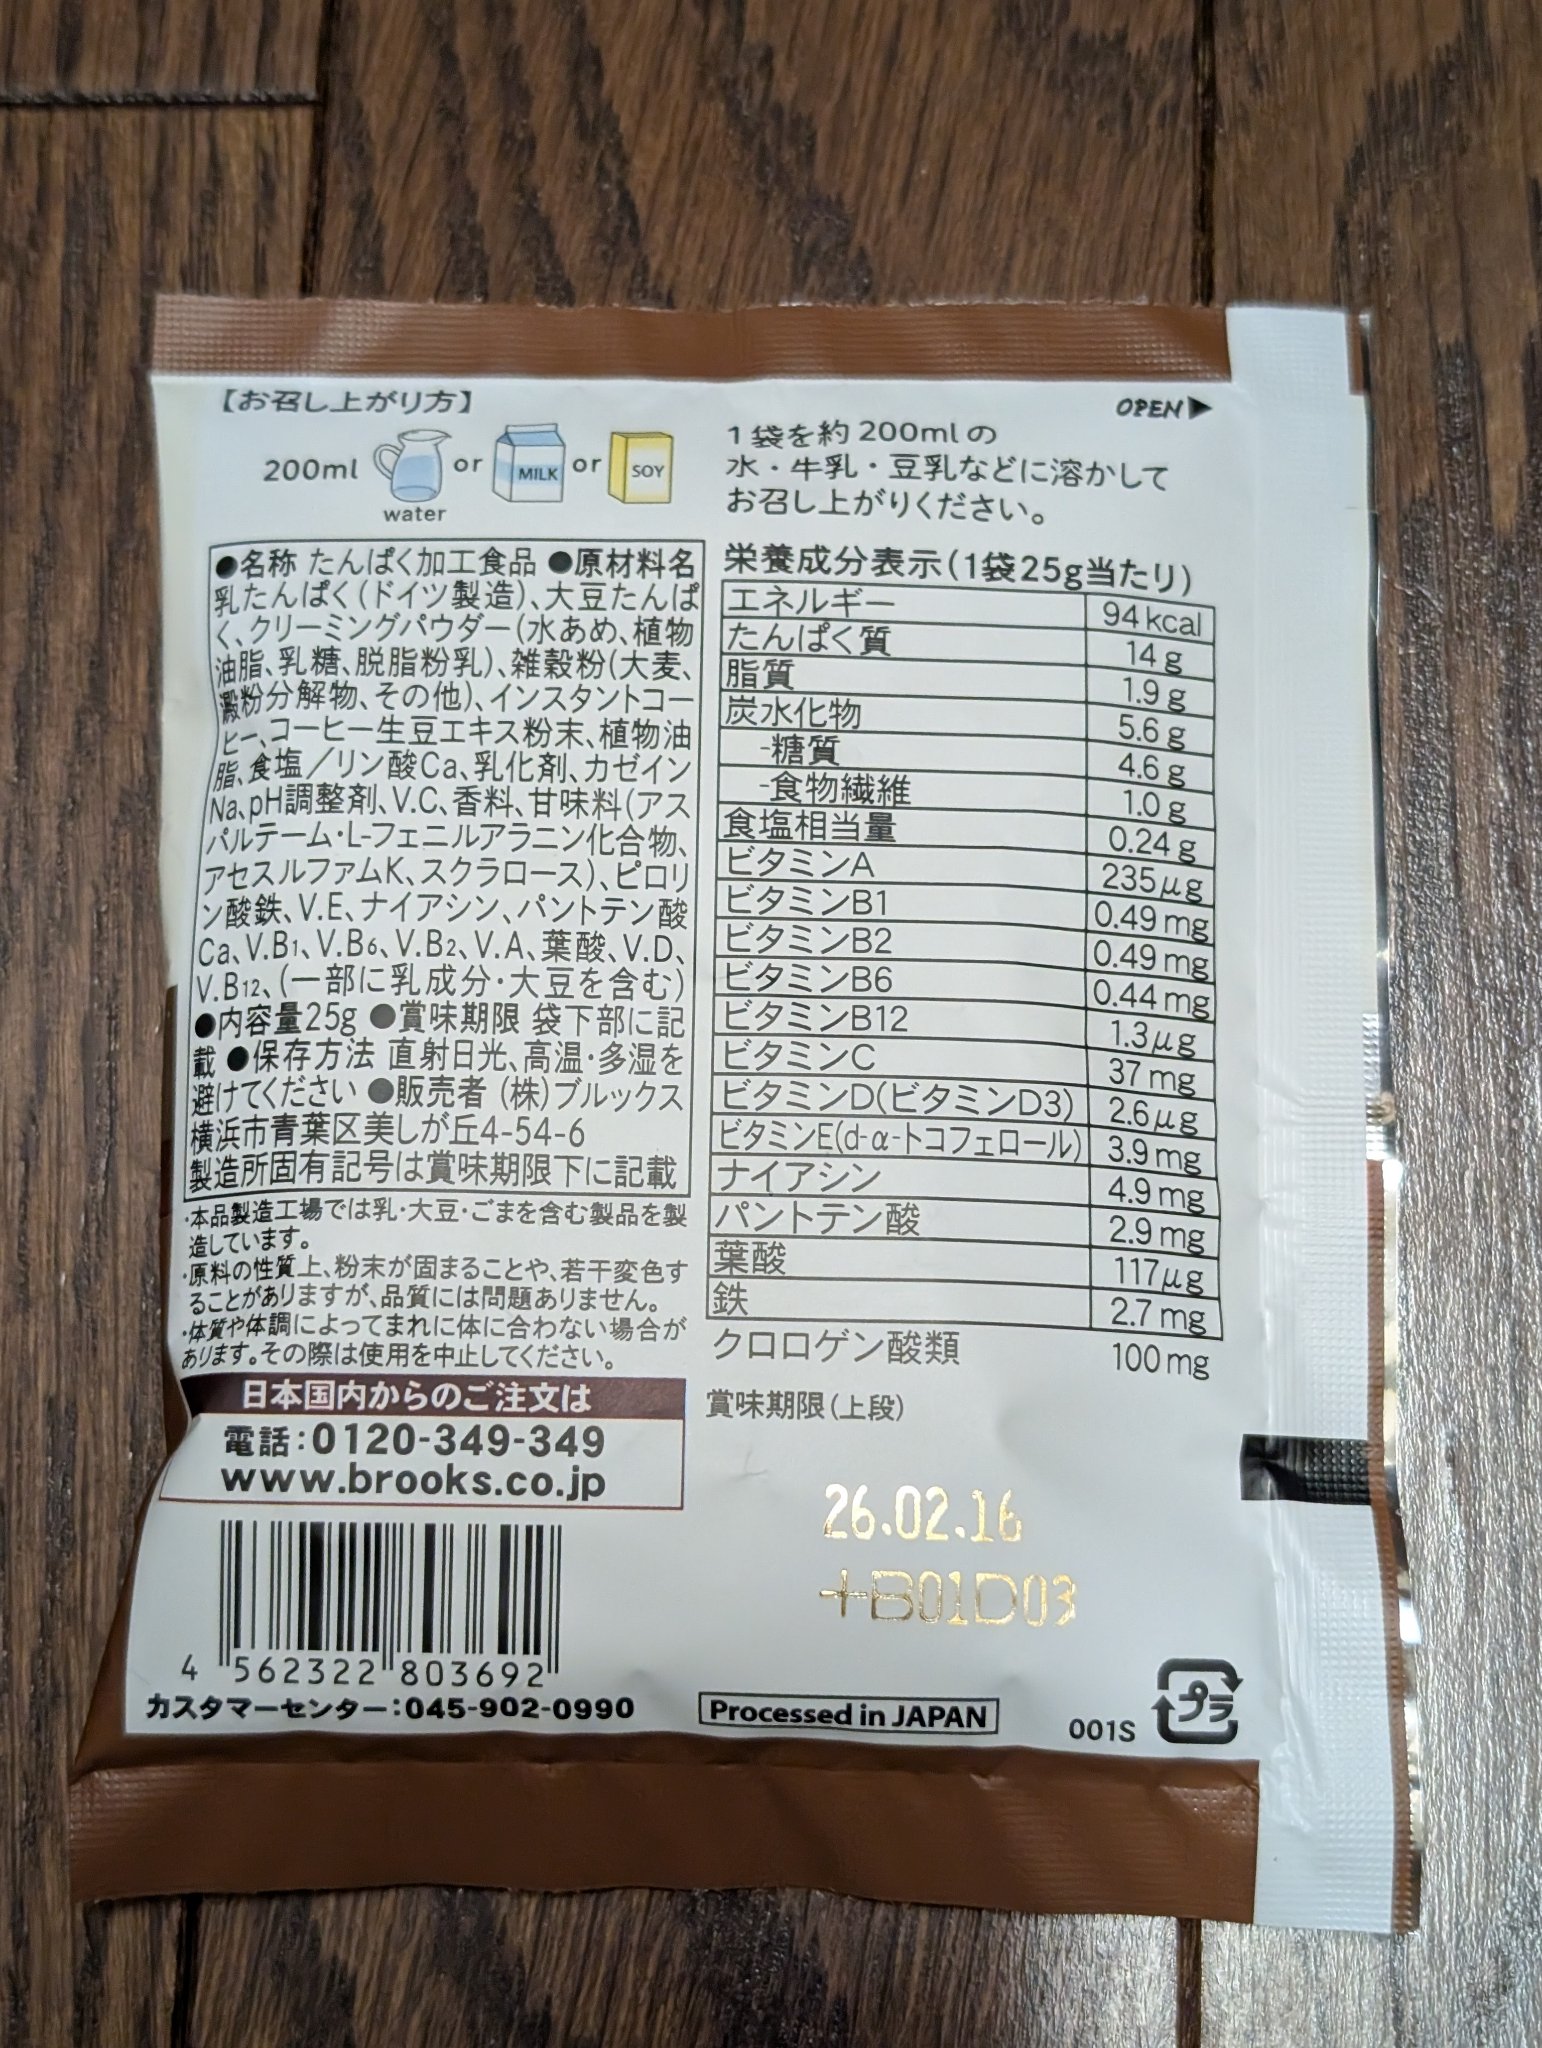 【お召し上がり方】
200ml
water
or
MILK
or
SOY
OPEN▶
1袋を約200mlの
水・牛乳・豆乳などに溶かして
お召し上がりください。
●名称 たんぱく加工食品 ●原材料名
乳たんぱく(ドイツ製造)、大豆たんぱ
く、クリーミングパウダー(水あめ、植物
油脂、乳糖、脱脂粉乳)、雑穀粉(大麦、
澱粉分解物、その他)、インスタントコー
ヒー、コーヒー生豆エキス粉末、植物油
脂、食塩/リン酸Ca、乳化剤、カゼイン
Na、pH調整剤、V.C、香料、甘味料(アス
パルテーム・L-フェニルアラニン化合物、
アセスルファムK、スクラロース)、ピロリ
ン酸鉄、V.E、ナイアシン、パントテン酸
Ca、V.B1、V.B6、V.B2、V.A、葉酸、V.D、
V.B12、(一部に乳成分・大豆を含む)
●内容量25g ●賞味期限 袋下部に記
載 ●保存方法 直射日光、高温・多湿を
避けてください ●販売者 (株)ブルックス
横浜市青葉区美しが丘4-54-6
製造所固有記号は賞味期限下に記載
・本品製造工場では乳・大豆・ごまを含む製品を製
造しています。
・原料の性質上、粉末が固まることや、若干変色す
ることがありますが、品質には問題ありません。
・体質や体調によってまれに体に合わない場合が
あります。その際は使用を中止してください。
日本国内からのご注文は
電話:0120-349-349
www.brooks.co.jp
4 562322 803692
カスタマーセンター:045-902-0990
栄養成分表示(1袋25g当たり)
エネルギー 94kcal
たんぱく質 14g
脂質 1.9g
炭水化物 5.6g
-糖質 4.6g
-食物繊維 1.0g
食塩相当量 0.24g
ビタミンA 235μg
ビタミンB1 0.49mg
ビタミンB2 0.49mg
ビタミンB6 0.44mg
ビタミンB12 1.3μg
ビタミンC 37mg
ビタミンD(ビタミンD3) 2.6μg
ビタミンE(d-α-トコフェロール) 3.9mg
ナイアシン 4.9mg
パントテン酸 2.9mg
葉酸 117μg
鉄 2.7mg
クロロゲン酸類 100mg
賞味期限(上段)
26.02.16
+B01D03
Processed in JAPAN
001S
プラ